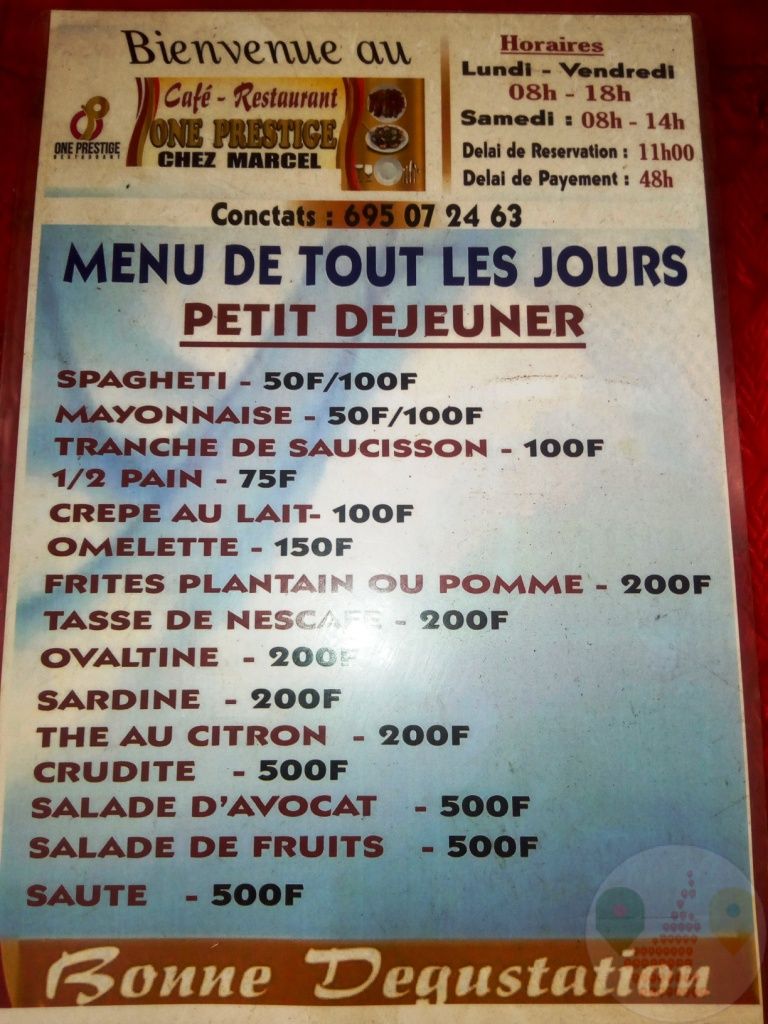 Bienvenue au
ONE PRESTIGE
RESTAURANT
Café - Restaurant
ONE PRESTIGE
CHEZ MARCEL
Horaires
Lundi - Vendredi
08h - 18h
Samedi : 08h - 14h
Delai de Reservation : 11h00
Delai de Payement : 48h
Conctats : 695 07 24 63
MENU DE TOUT LES JOURS
PETIT DEJEUNER
SPAGHETI - 50F/100F
MAYONNAISE - 50F/100F
TRANCHE DE SAUCISSON - 100F
1/2 PAIN - 75F
CREPE AU LAIT- 100F
OMELETTE - 150F
FRITES PLANTAIN OU POMME - 200F
TASSE DE NESCAFE - 200F
OVALTINE - 200F
SARDINE - 200F
THE AU CITRON - 200F
CRUDITE - 500F
SALADE D'AVOCAT - 500F
SALADE DE FRUITS - 500F
SAUTE - 500F
Bonne Degustation